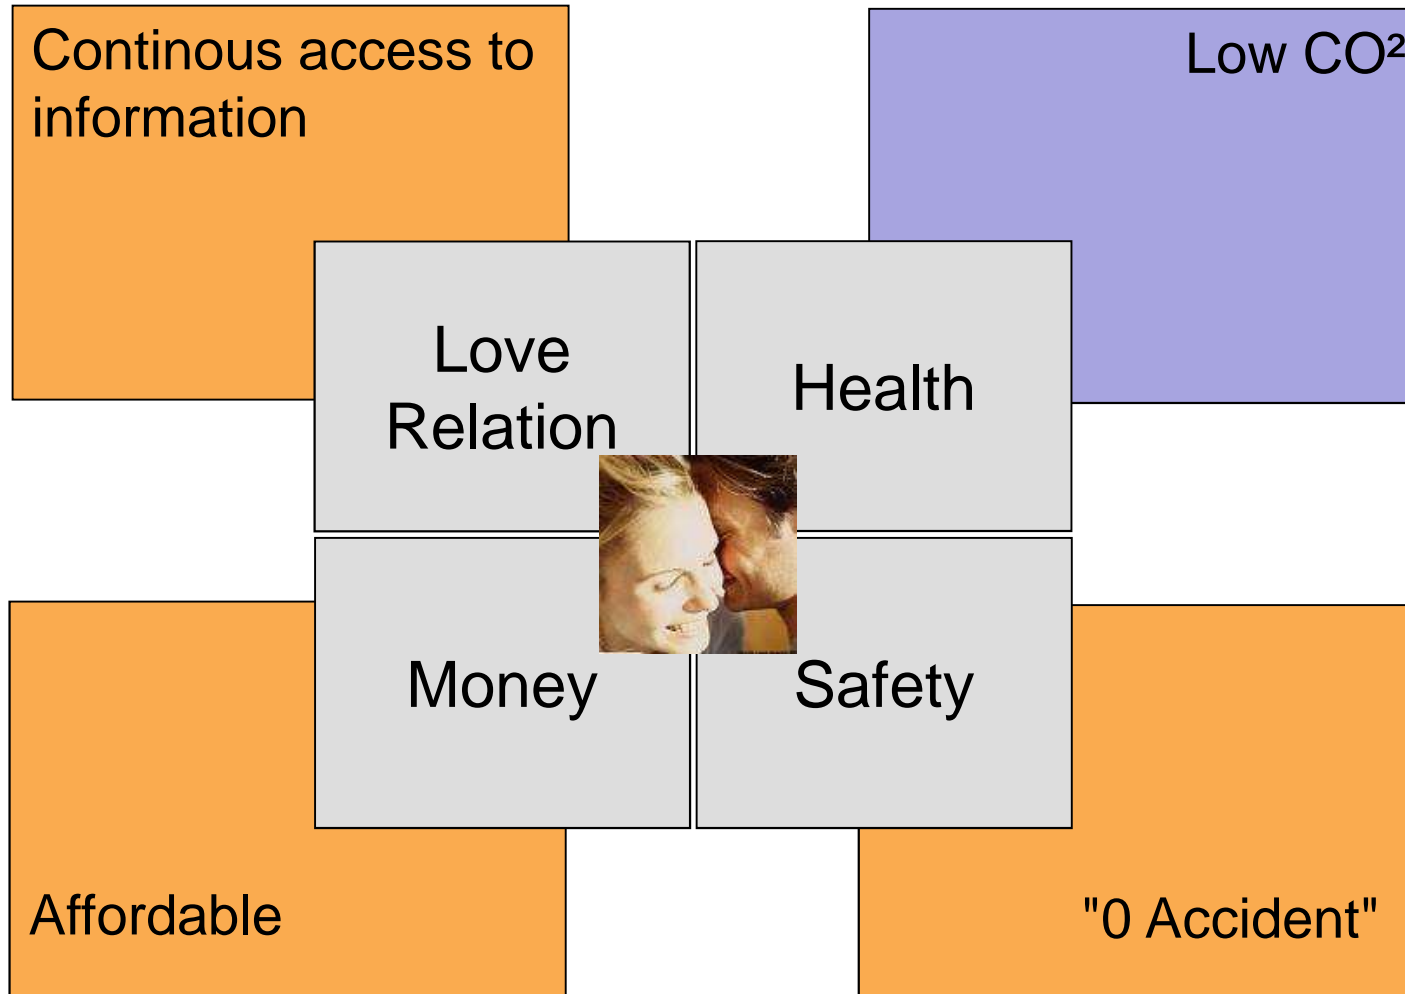 Continous access to
information
Low CO²
Love
Relation
Health
Money
Safety
Affordable
"0 Accident"